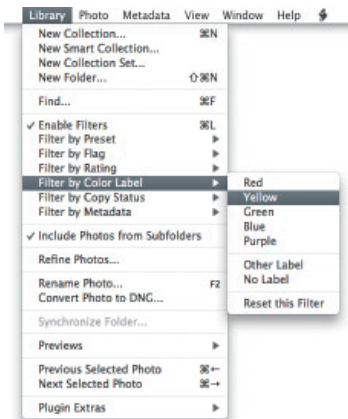 Library Photo Metadata View Window Help
New Collection... ⌘N
New Smart Collection...
New Collection Set...
New Folder... ⇧⌘N
Find... ⌘F
✓ Enable Filters ⌘L
Filter by Preset
Filter by Flag
Filter by Rating
Filter by Color Label
Filter by Copy Status
Filter by Metadata
✓ Include Photos from Subfolders
Refine Photos...
Rename Photo... F2
Convert Photo to DNG...
Synchronize Folder...
Previews
Previous Selected Photo ⌘←
Next Selected Photo ⌘→
Plugin Extras
Red
Yellow
Green
Blue
Purple
Other Label
No Label
Reset this Filter